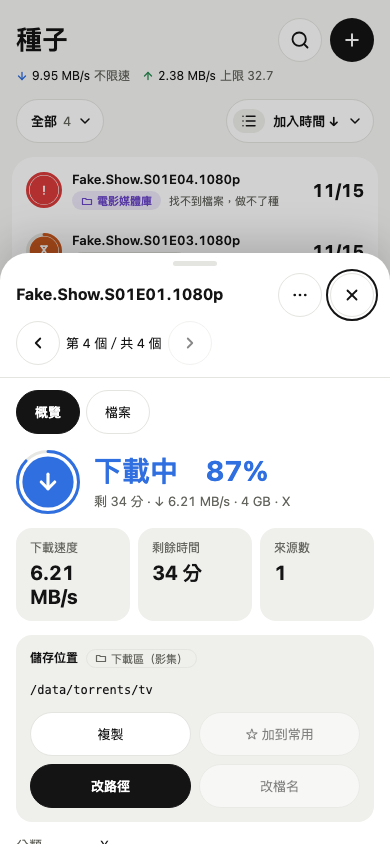 種子
9.95 MB/s 不限速 2.38 MB/s 上限 32.7
全部 4
加入時間
Fake.Show.S01E04.1080p
電影媒體庫 找不到檔案，做不了種
11/15
Fake.Show.S01E03.1080p
11/15
Fake.Show.S01E01.1080p
第 4 個 / 共 4 個
概覽
檔案
下載中 87%
剩 34 分 · ↓ 6.21 MB/s · 4 GB · X
下載速度
6.21 MB/s
剩餘時間
34 分
來源數
1
儲存位置 下載區（影集）
/data/torrents/tv
複製
☆ 加到常用
改路徑
改檔名